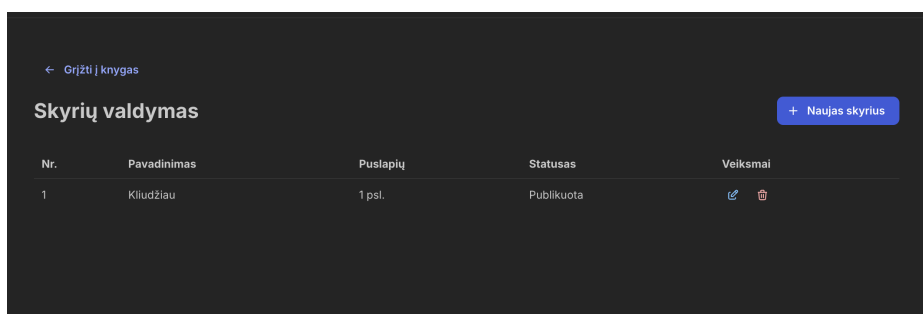 ← Grįžti į knygas
Skyrių valdymas
+ Naujas skyrius
Nr. Pavadinimas Puslapių Statusas Veiksmai
1 Kliudžiau 1 psl. Publikuota